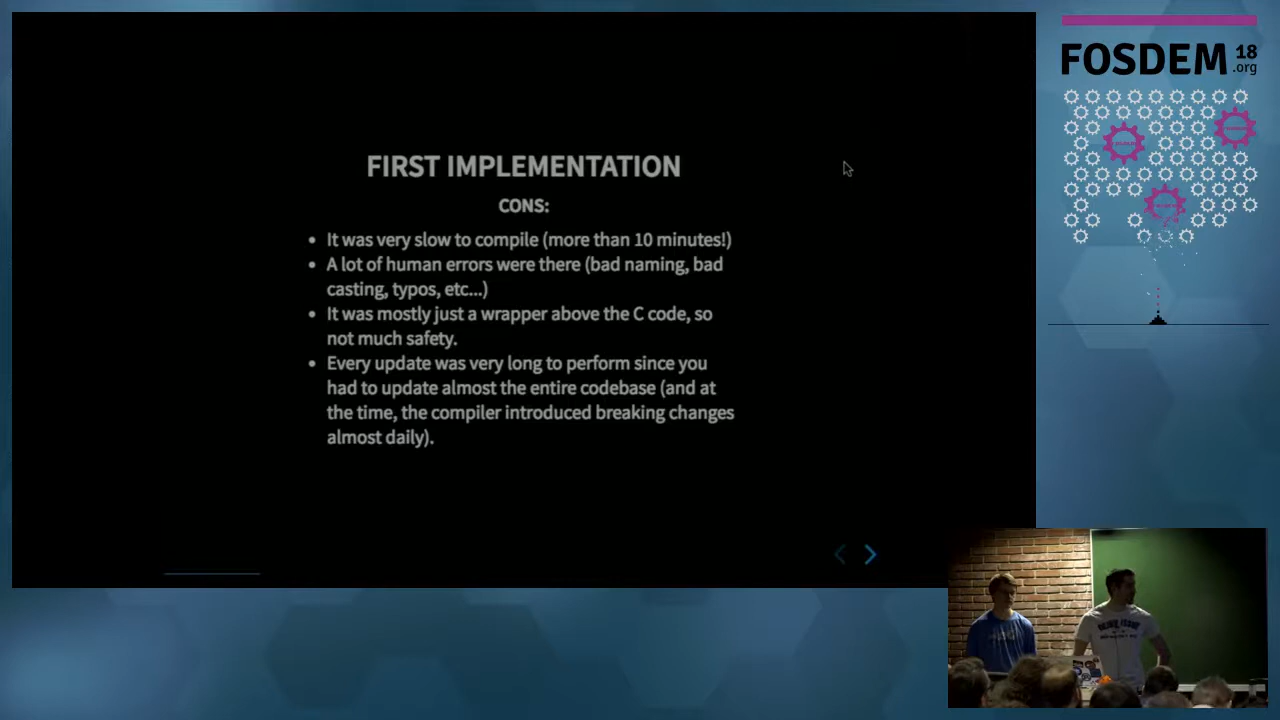 FOSDEM 18
.org
FIRST IMPLEMENTATION
CONS:
• It was very slow to compile (more than 10 minutes!)
• A lot of human errors were there (bad naming, bad
casting, typos, etc...)
• It was mostly just a wrapper above the C code, so
not much safety.
• Every update was very long to perform since you
had to update almost the entire codebase (and at
the time, the compiler introduced breaking changes
almost daily).